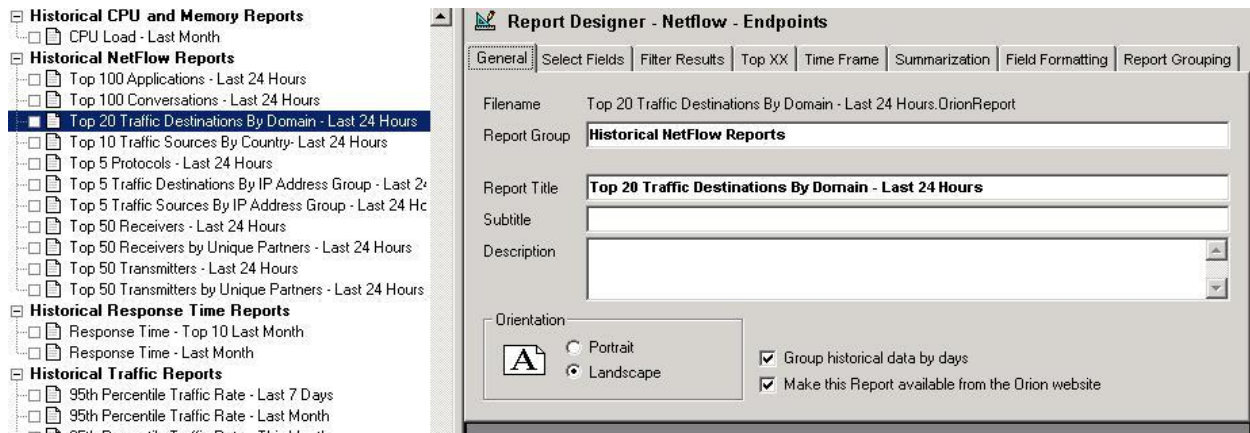 Historical CPU and Memory Reports
CPU Load - Last Month
Historical NetFlow Reports
Top 100 Applications - Last 24 Hours
Top 100 Conversations - Last 24 Hours
Top 20 Traffic Destinations By Domain - Last 24 Hours
Top 10 Traffic Sources By Country- Last 24 Hours
Top 5 Protocols - Last 24 Hours
Top 5 Traffic Destinations By IP Address Group - Last 24
Top 5 Traffic Sources By IP Address Group - Last 24 Hc
Top 50 Receivers - Last 24 Hours
Top 50 Receivers by Unique Partners - Last 24 Hours
Top 50 Transmitters - Last 24 Hours
Top 50 Transmitters by Unique Partners - Last 24 Hours
Historical Response Time Reports
Response Time - Top 10 Last Month
Response Time - Last Month
Historical Traffic Reports
95th Percentile Traffic Rate - Last 7 Days
95th Percentile Traffic Rate - Last Month
Report Designer - Netflow - Endpoints
General Select Fields Filter Results Top XX Time Frame Summarization Field Formatting Report Grouping
Filename Top 20 Traffic Destinations By Domain - Last 24 Hours.OrionReport
Report Group Historical NetFlow Reports
Report Title Top 20 Traffic Destinations By Domain - Last 24 Hours
Subtitle
Description
Orientation
A
Portrait
Landscape
Group historical data by days
Make this Report available from the Orion website